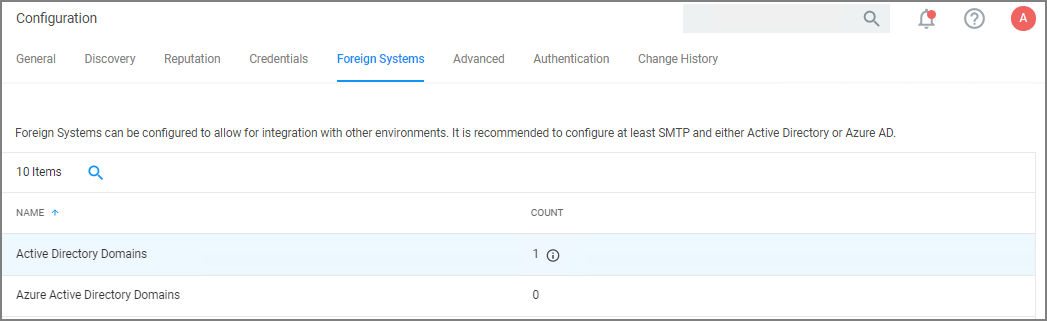 Configuration
A
General Discovery Reputation Credentials Foreign Systems Advanced Authentication Change History
Foreign Systems can be configured to allow for integration with other environments. It is recommended to configure at least SMTP and either Active Directory or Azure AD.
10 Items
NAME COUNT
Active Directory Domains 1
Azure Active Directory Domains 0